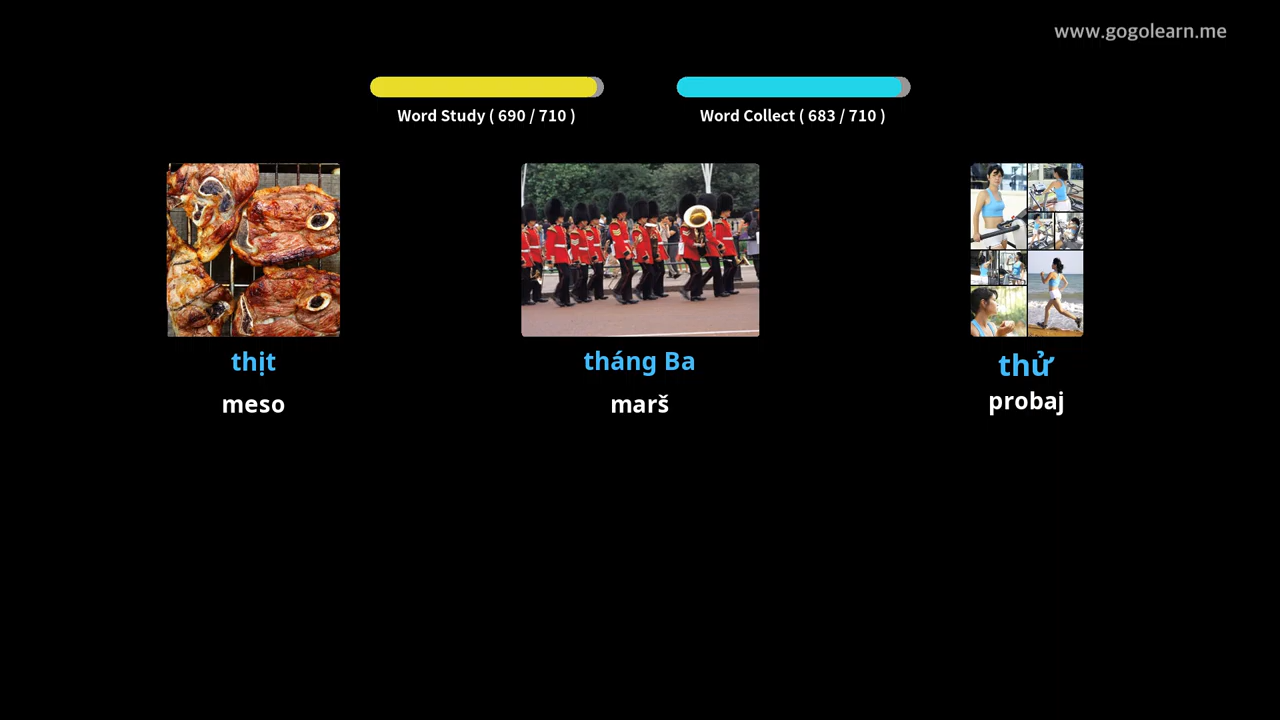 www.gogolearn.me
Word Study ( 690 / 710 )
Word Collect ( 683 / 710 )
thịt
tháng Ba
thử
meso
marš
probaj